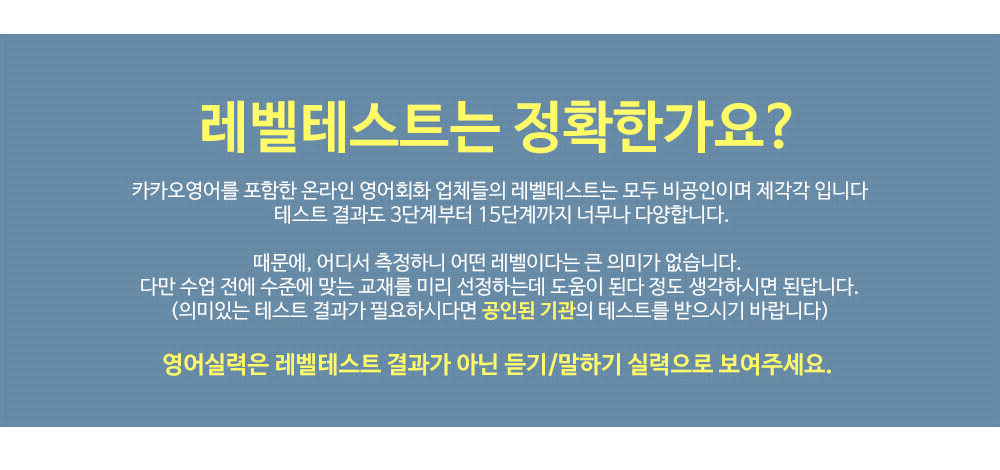 레벨테스트는 정확한가요?
카카오영어를 포함한 온라인 영어회화 업체들의 레벨테스트는 모두 비공인이며 제각각 입니다
테스트 결과도 3단계부터 15단계까지 너무나 다양합니다.
때문에, 어디서 측정하니 어떤 레벨이다는 큰 의미가 없습니다.
다만 수업 전에 수준에 맞는 교재를 미리 선정하는데 도움이 된다 정도 생각하시면 된답니다.
(의미있는 테스트 결과가 필요하시다면 공인된 기관의 테스트를 받으시기 바랍니다)
영어실력은 레벨테스트 결과가 아닌 듣기/말하기 실력으로 보여주세요.